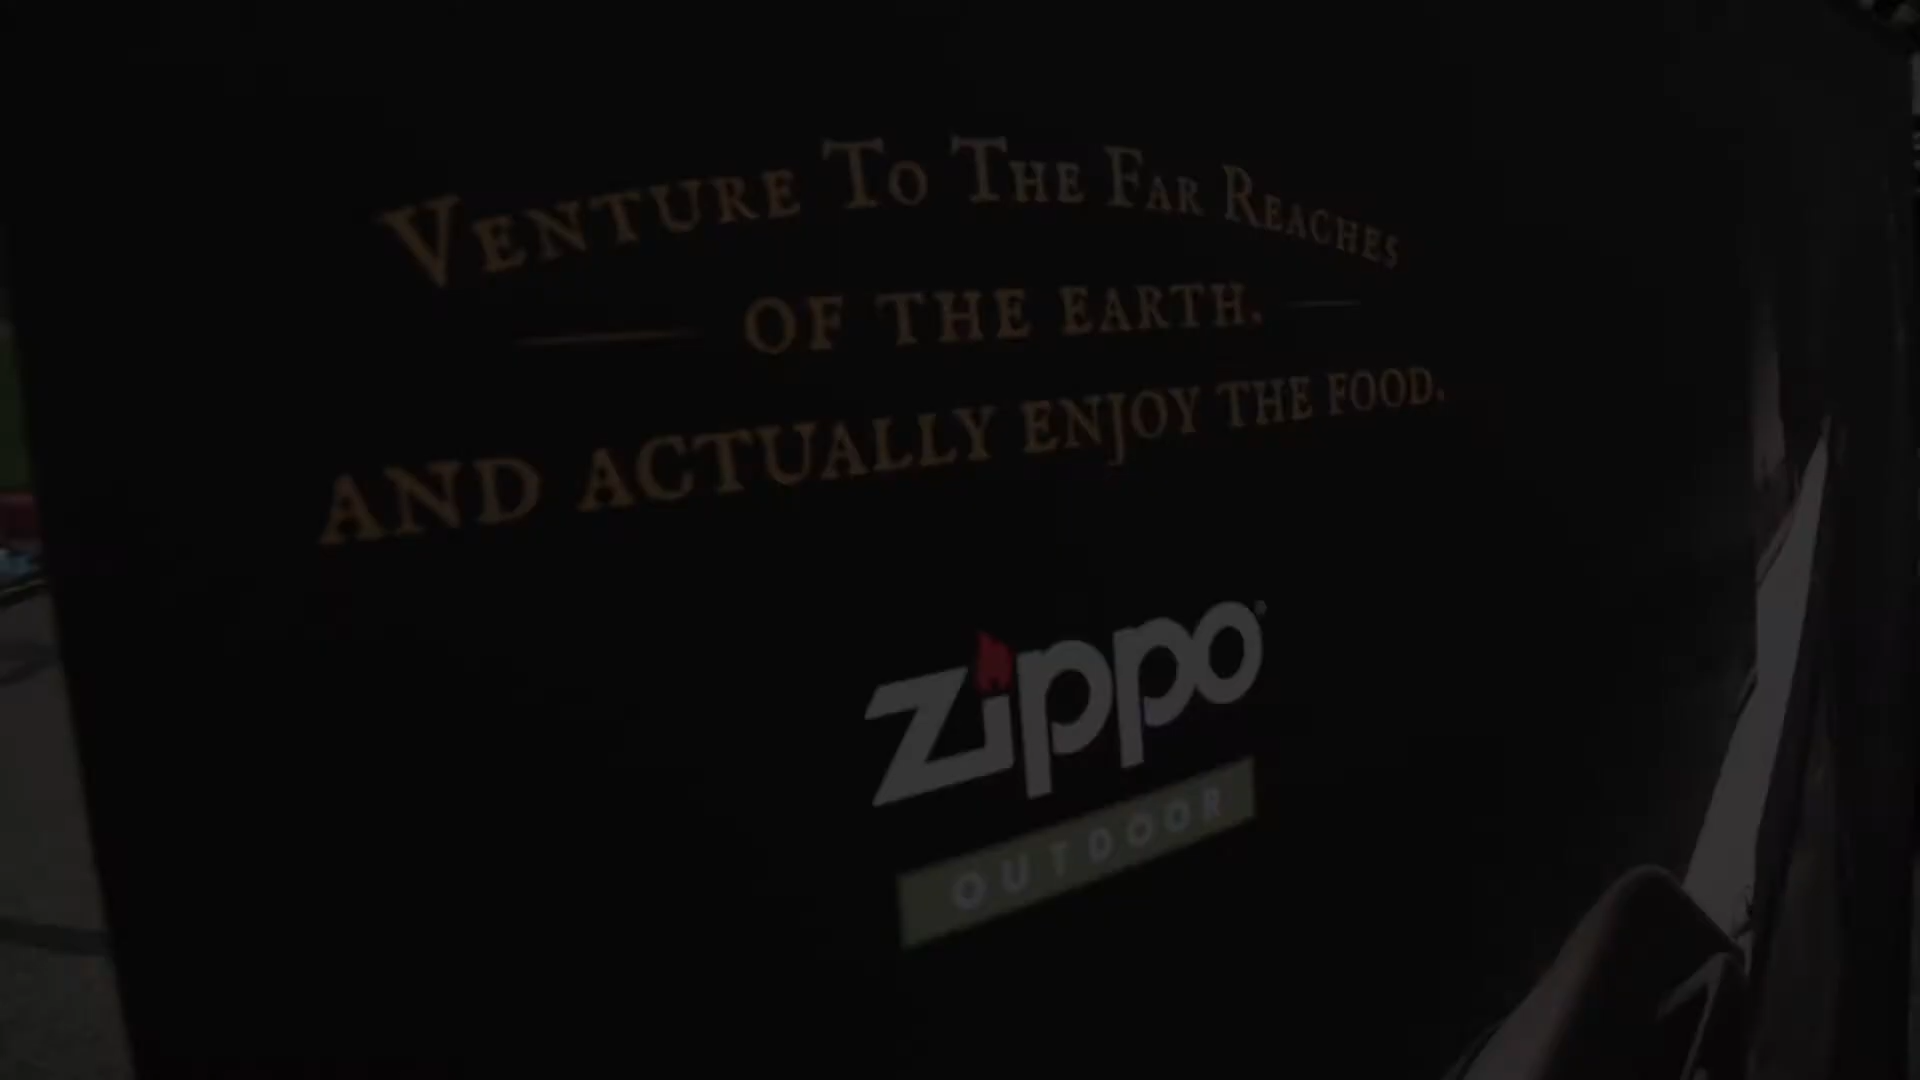 VENTURE TO THE FAR REACHES
OF THE EARTH.
AND ACTUALLY ENJOY THE FOOD.
Zippo®
OUTDOOR